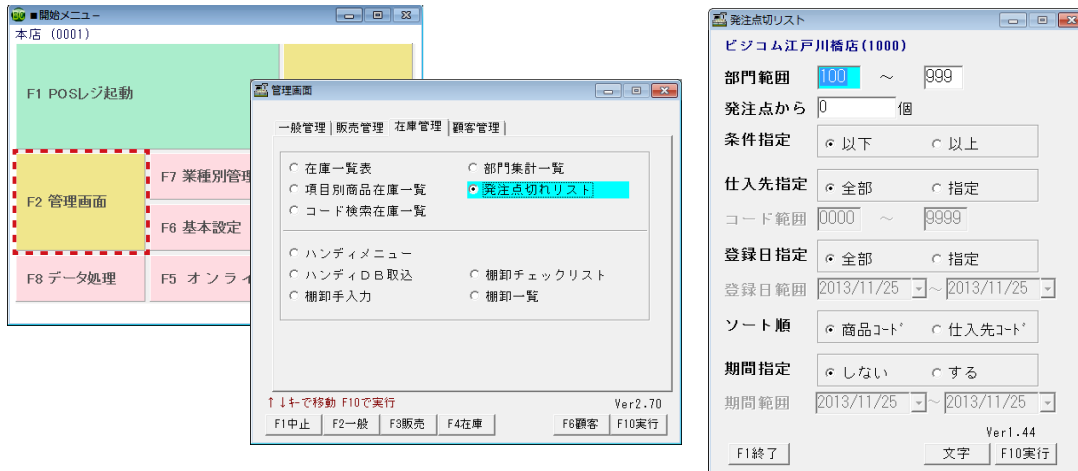 ■開始メニュー
本店 (0001)
F1 POSレジ起動
F2 管理画面
F7 業種別管理
F6 基本設定
F8 データ処理
F5 オンライ
管理画面
一般管理 販売管理 在庫管理 顧客管理
在庫一覧表 部門集計一覧
項目別商品在庫一覧 発注点切れリスト
コード検索在庫一覧
ハンディメニュー
ハンディDB取込 棚卸チェックリスト
棚卸手入力 棚卸一覧
↑↓キーで移動 F10で実行 Ver2.70
F1中止 F2一般 F3販売 F4在庫 F6顧客 F10実行
発注点切リスト
ビジコム江戸川橋店(1000)
部門範囲 100 ～ 999
発注点から 0 個
条件指定 以下 以上
仕入先指定 全部 指定
コード範囲 0000 ～ 9999
登録日指定 全部 指定
登録日範囲 2013/11/25 ～ 2013/11/25
ソート順 商品コード 仕入先コード
期間指定 しない する
期間範囲 2013/11/25 ～ 2013/11/25
Ver1.44
F1終了 文字 F10実行